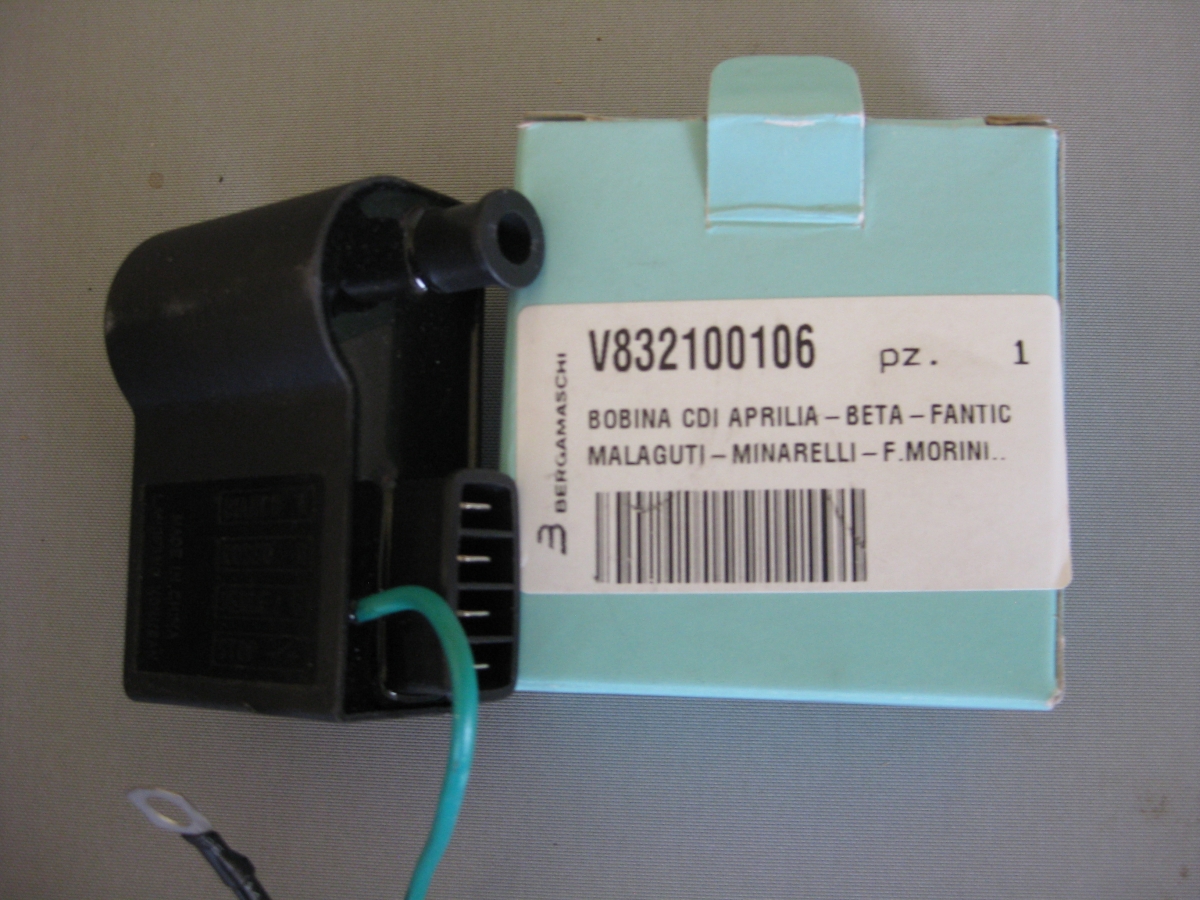 V832100106 pz. 1
BOBINA CDI APRILIA – BETA – FANTIC
MALAGUTI – MINARELLI – F.MORINI..
BERGAMASCHI